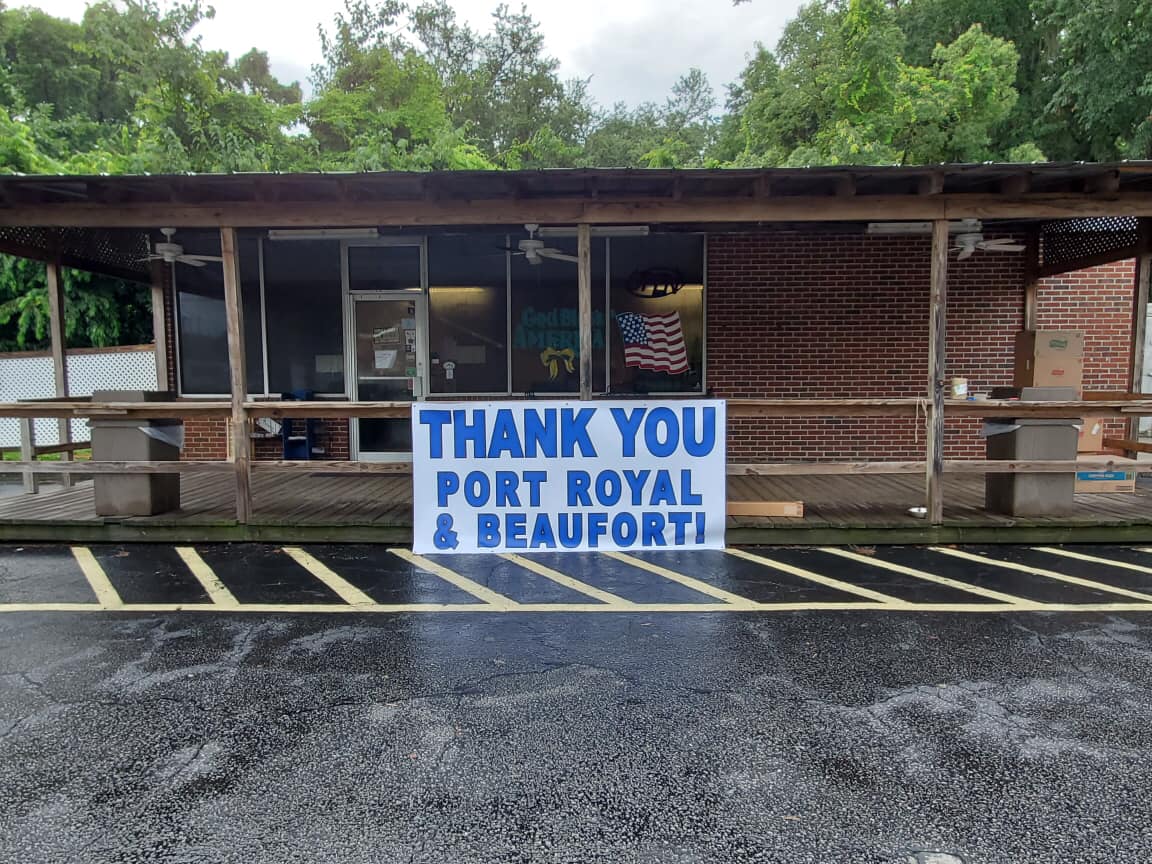 God Bless
AMERICA
THANK YOU
PORT ROYAL
& BEAUFORT!